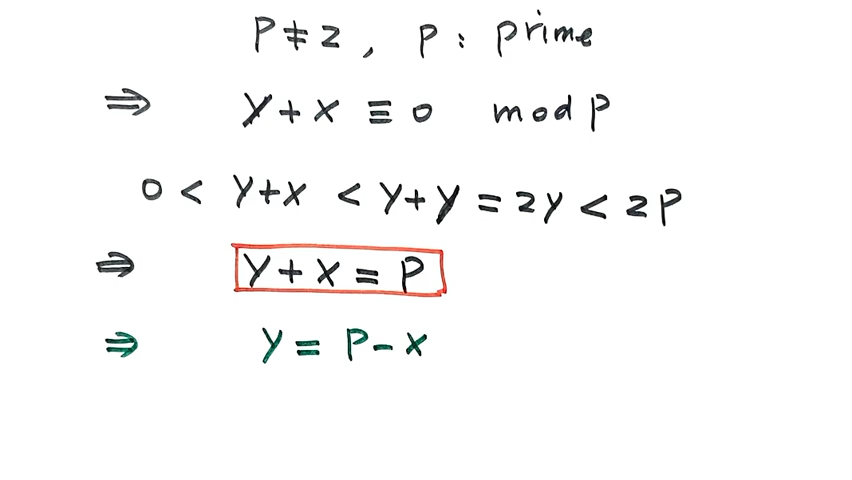 P ≠ 2, P : prime
⇒ Y + X ≡ 0 mod P
0 < Y+X < Y+Y = 2Y < 2P
⇒ Y + X = P
⇒ Y = P - X